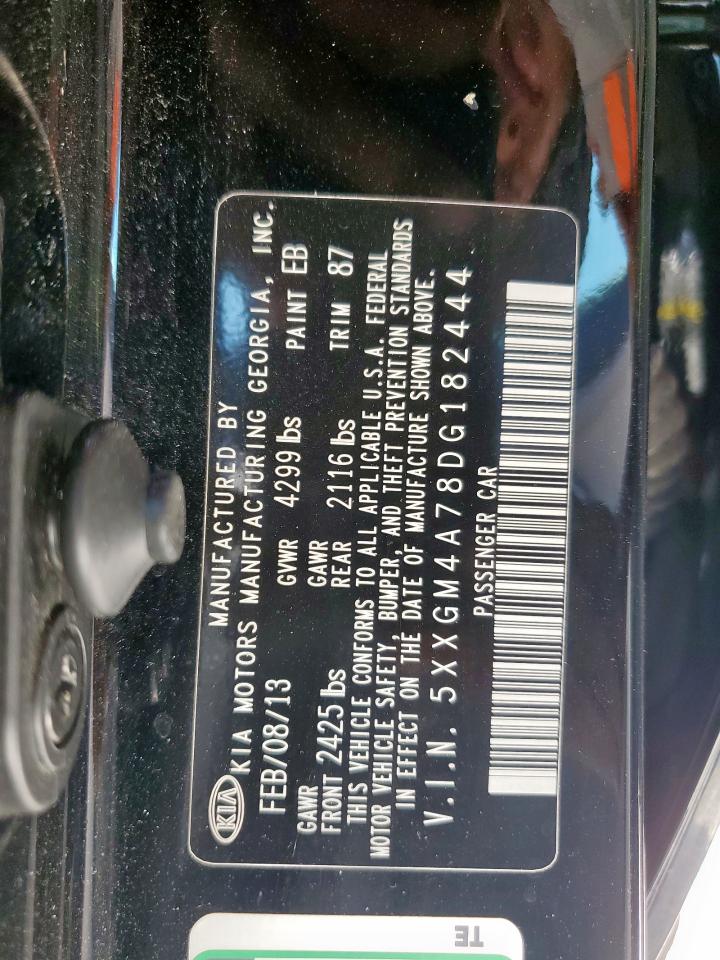 KIA
MANUFACTURED BY
KIA MOTORS MANUFACTURING GEORGIA, INC.
FEB/08/13 GVWR 4299 lbs PAINT EB
GAWR FRONT 2425 lbs GAWR REAR 2116 lbs TRIM 87
THIS VEHICLE CONFORMS TO ALL APPLICABLE U.S.A. FEDERAL
MOTOR VEHICLE SAFETY, BUMPER, AND THEFT PREVENTION STANDARDS
IN EFFECT ON THE DATE OF MANUFACTURE SHOWN ABOVE.
V.I.N. 5XXGM4A78DG182444
PASSENGER CAR
TE